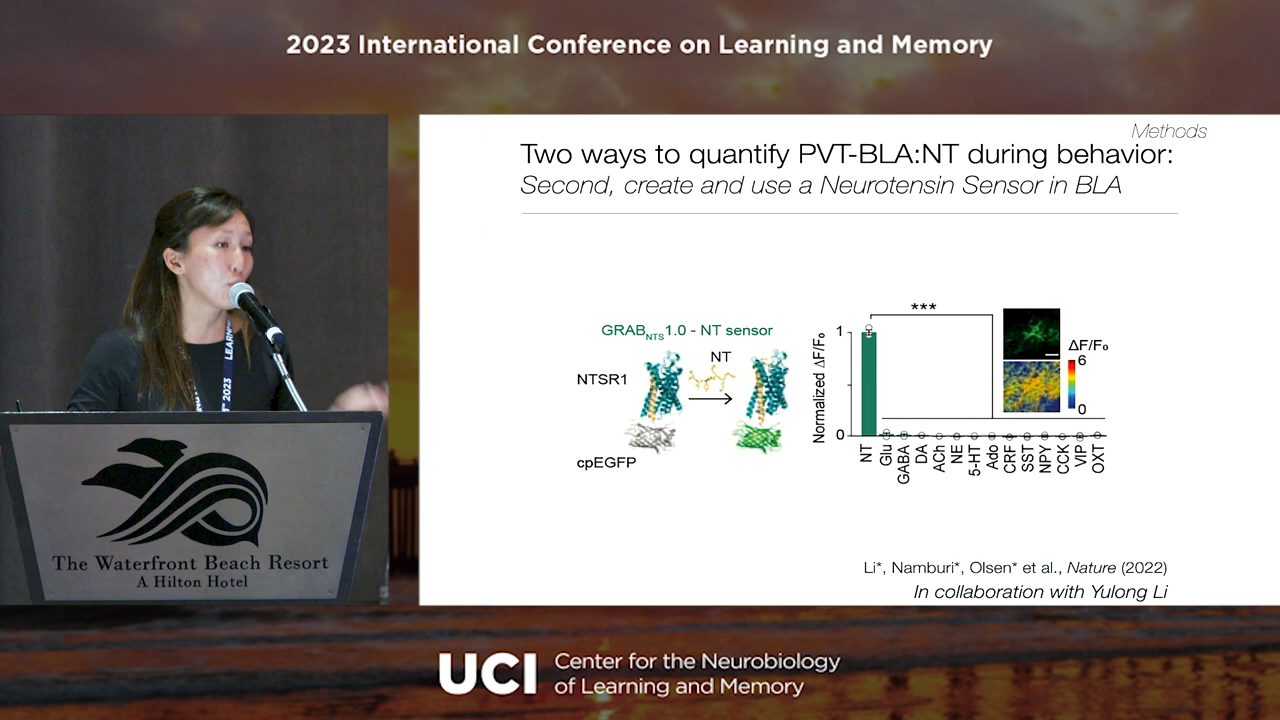 2023 International Conference on Learning and Memory
Methods
Two ways to quantify PVT-BLA:NT during behavior:
Second, create and use a Neurotensin Sensor in BLA
GRABNTS1.0 - NT sensor
NTSR1
NT
cpEGFP
***
Normalized ΔF/F₀
1
0
NT
Glu
GABA
DA
ACh
NE
5-HT
Ado
CRF
SST
NPY
CCK
VIP
OXT
ΔF/F₀
6
0
Li*, Namburi*, Olsen* et al., Nature (2022)
In collaboration with Yulong Li
LEARN
2023
The Waterfront Beach Resort
A Hilton Hotel
UCI Center for the Neurobiology
of Learning and Memory